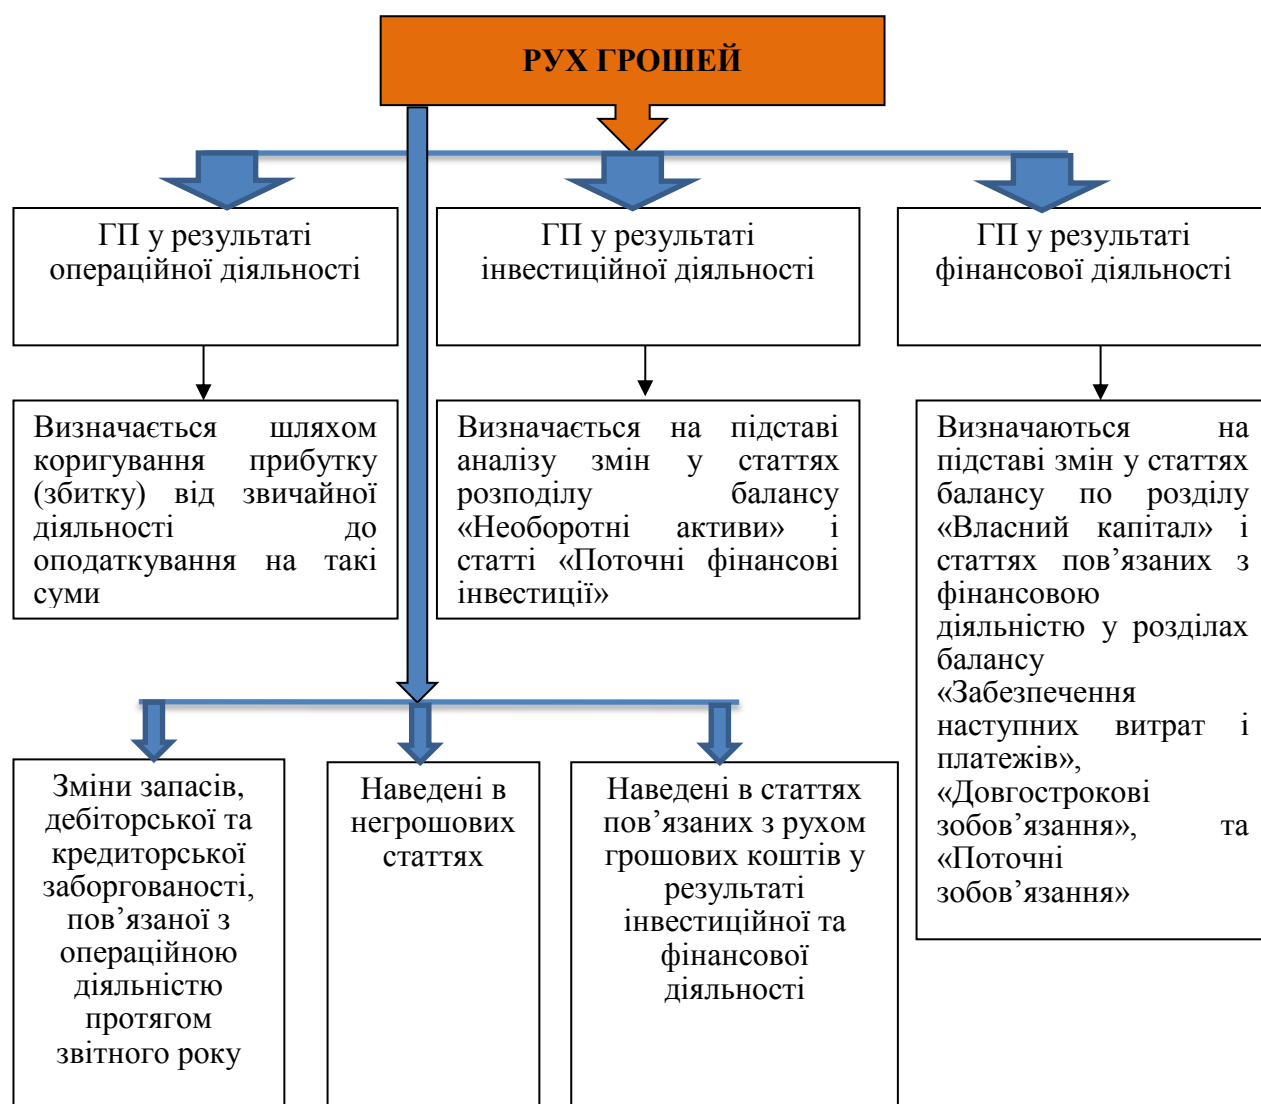 РУХ ГРОШЕЙ
ГП у результаті
операційної діяльності
ГП у результаті
інвестиційної діяльності
ГП у результаті
фінансової діяльності
Визначається шляхом
коригування прибутку
(збитку) від звичайної
діяльності до
оподаткування на такі
суми
Визначається на підставі
аналізу змін у статтях
розподілу балансу
«Необоротні активи» і
статті «Поточні фінансові
інвестиції»
Визначаються на
підставі змін у статтях
балансу по розділу
«Власний капітал» і
статтях пов’язаних з
фінансовою
діяльністю у розділах
балансу
«Забезпечення
наступних витрат і
платежів»,
«Довгострокові
зобов’язання», та
«Поточні
зобов’язання»
Зміни запасів,
дебіторської та
кредиторської
заборгованості,
пов’язаної з
операційною
діяльністю
протягом
звітного року
Наведені в
негрошових
статтях
Наведені в статтях
пов’язаних з рухом
грошових коштів у
результаті
інвестиційної та
фінансової
діяльності